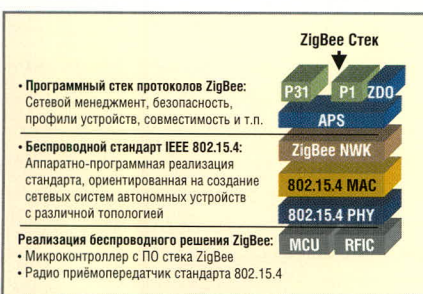 ZigBee Стек
• Программный стек протоколов ZigBee:
Сетевой менеджмент, безопасность,
профили устройств, совместимость и т.п.
• Беспроводной стандарт IEEE 802.15.4:
Аппаратно-программная реализация
стандарта, ориентированная на создание
сетевых систем автономных устройств
с различной топологией
Реализация беспроводного решения ZigBee:
• Микроконтроллер с ПО стека ZigBee
• Радио приёмопередатчик стандарта 802.15.4
P31 P1 ZDO
APS
ZigBee NWK
802.15.4 MAC
802.15.4 PHY
MCU RFIC